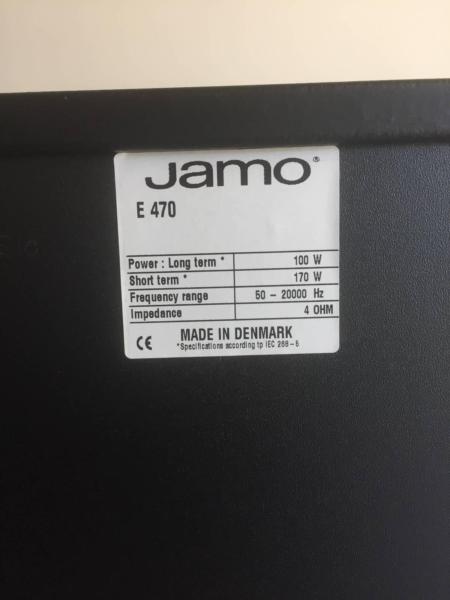 Jamo®
E 470
Power : Long term * 100 W
Short term * 170 W
Frequency range 50 – 20000 Hz
Impedance 4 OHM
CE MADE IN DENMARK
*Specifications according tp IEC 268–5